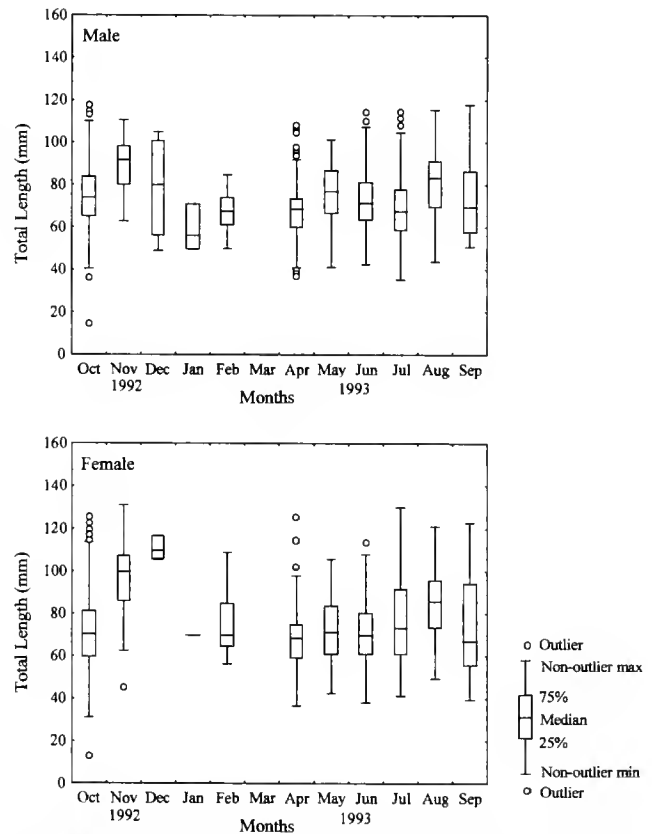 160
Male
140
120
100
80
60
40
20
0
Total Length (mm)
Oct Nov Dec Jan Feb Mar Apr May Jun Jul Aug Sep
1992 1993
Months
160
Female
140
120
100
80
60
40
20
0
Total Length (mm)
Oct Nov Dec Jan Feb Mar Apr May Jun Jul Aug Sep
1992 1993
Months
Outlier
Non-outlier max
75%
Median
25%
Non-outlier min
Outlier